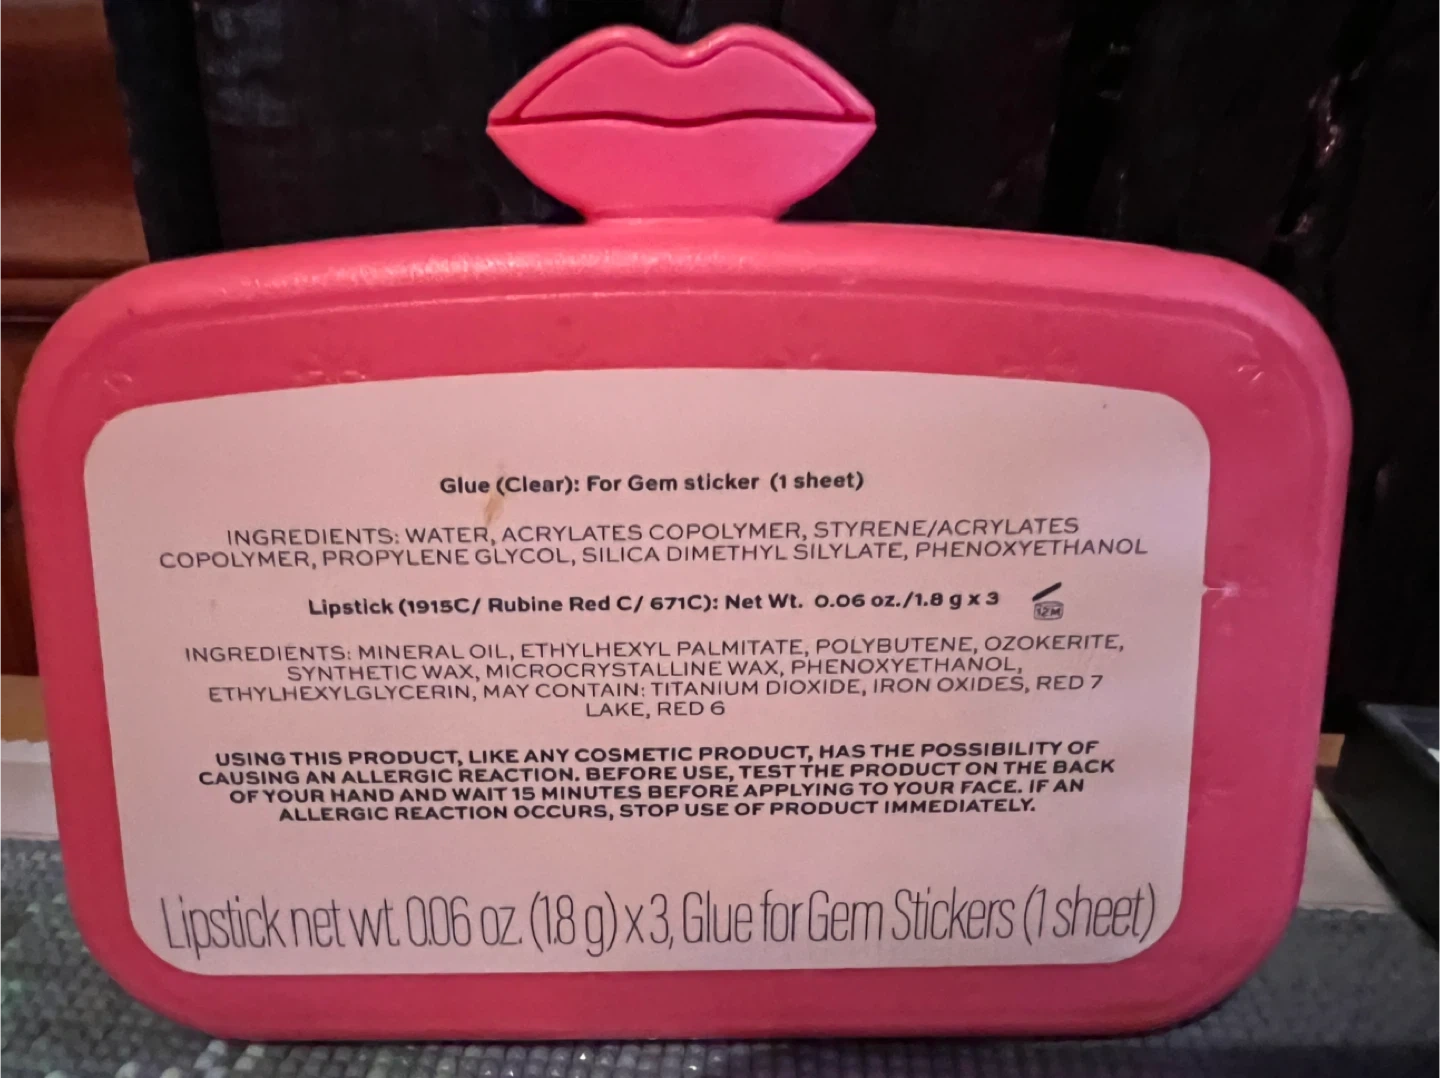 Glue (Clear): For Gem sticker (1 sheet)
INGREDIENTS: WATER, ACRYLATES COPOLYMER, STYRENE/ACRYLATES
COPOLYMER, PROPYLENE GLYCOL, SILICA DIMETHYL SILYLATE, PHENOXYETHANOL
Lipstick (1915C/ Rubine Red C/ 671C): Net Wt. 0.06 oz./1.8 g x 3
12M
INGREDIENTS: MINERAL OIL, ETHYLHEXYL PALMITATE, POLYBUTENE, OZOKERITE,
SYNTHETIC WAX, MICROCRYSTALLINE WAX, PHENOXYETHANOL,
ETHYLHEXYLGLYCERIN, MAY CONTAIN: TITANIUM DIOXIDE, IRON OXIDES, RED 7
LAKE, RED 6
USING THIS PRODUCT, LIKE ANY COSMETIC PRODUCT, HAS THE POSSIBILITY OF
CAUSING AN ALLERGIC REACTION. BEFORE USE, TEST THE PRODUCT ON THE BACK
OF YOUR HAND AND WAIT 15 MINUTES BEFORE APPLYING TO YOUR FACE. IF AN
ALLERGIC REACTION OCCURS, STOP USE OF PRODUCT IMMEDIATELY.
Lipstick net wt. 0.06 oz. (1.8 g) x 3, Glue for Gem Stickers (1 sheet)